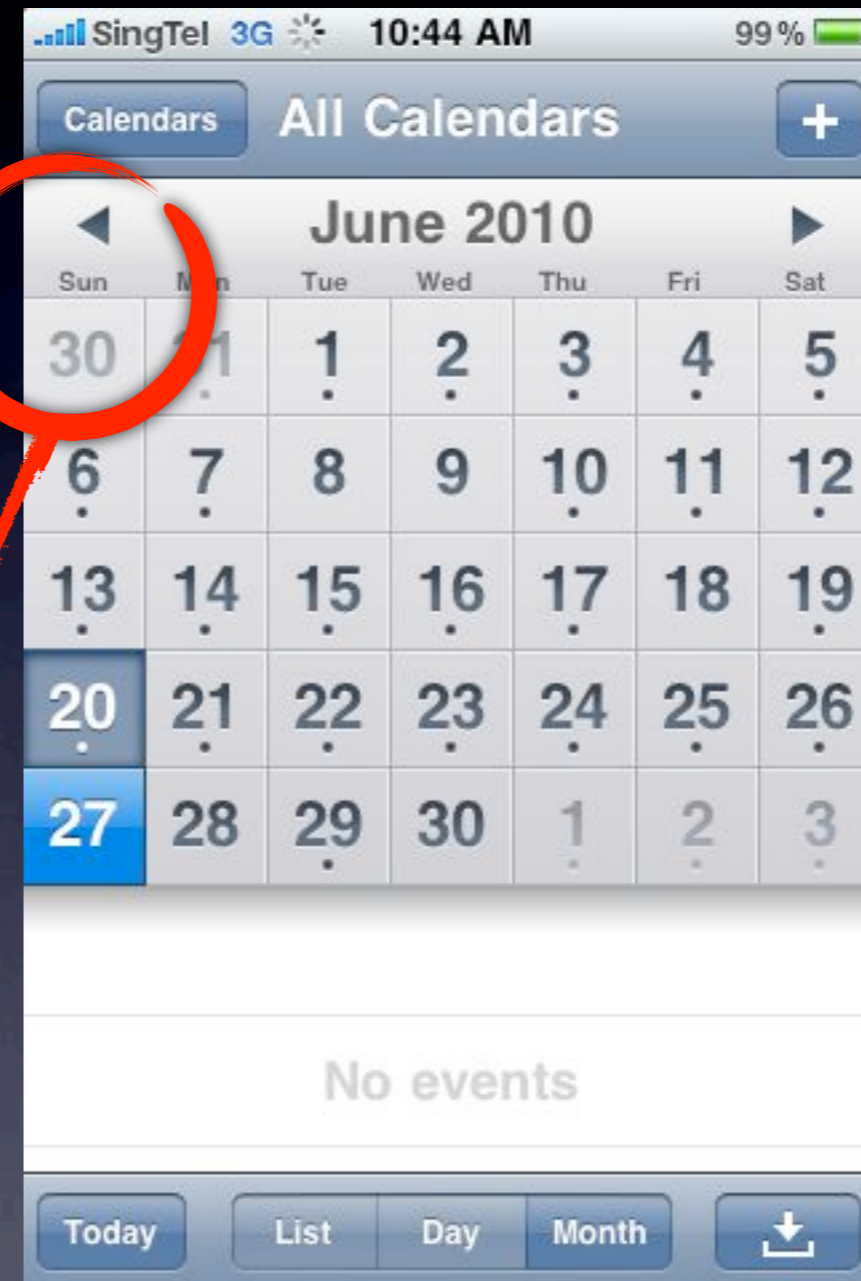 SingTel 3G 10:44 AM 99%
Calendars All Calendars +
June 2010
Sun Mon Tue Wed Thu Fri Sat
30 31 1 2 3 4 5
6 7 8 9 10 11 12
13 14 15 16 17 18 19
20 21 22 23 24 25 26
27 28 29 30 1 2 3
No events
Today List Day Month